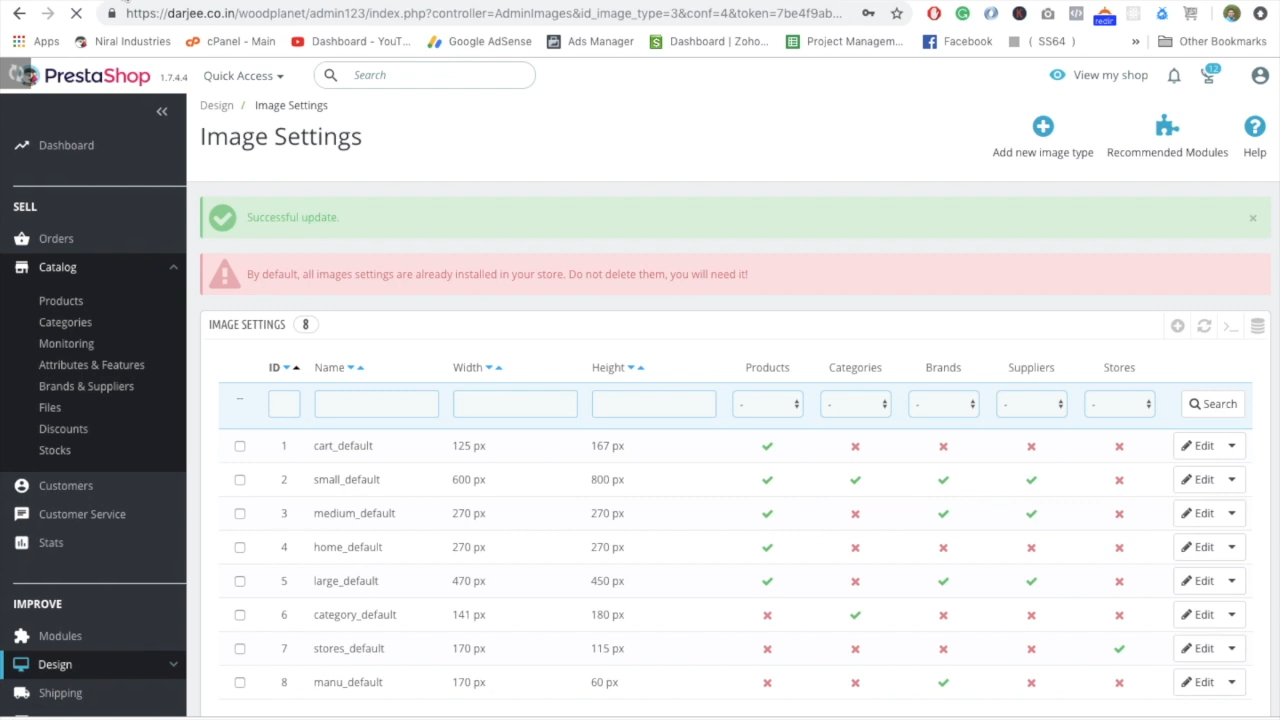 https://darjee.co.in/woodplanet/admin123/index.php?controller=AdminImages&id_image_type=3&conf=4&token=7be4f9ab...
redir
Apps Niral Industries cPanel - Main Dashboard - YouT... Google AdSense Ads Manager Dashboard | Zoho... Project Managem... Facebook ( SS64 ) » Other Bookmarks
PrestaShop 1.7.4.4 Quick Access Search View my shop 12
Design / Image Settings
Image Settings
Add new image type Recommended Modules Help
Dashboard
SELL
Orders
Catalog
Products
Categories
Monitoring
Attributes & Features
Brands & Suppliers
Files
Discounts
Stocks
Customers
Customer Service
Stats
IMPROVE
Modules
Design
Shipping
Successful update.
By default, all images settings are already installed in your store. Do not delete them, you will need it!
IMAGE SETTINGS 8
ID Name Width Height Products Categories Brands Suppliers Stores
-- - - - - - Search
1 cart_default 125 px 167 px Edit
2 small_default 600 px 800 px Edit
3 medium_default 270 px 270 px Edit
4 home_default 270 px 270 px Edit
5 large_default 470 px 450 px Edit
6 category_default 141 px 180 px Edit
7 stores_default 170 px 115 px Edit
8 manu_default 170 px 60 px Edit